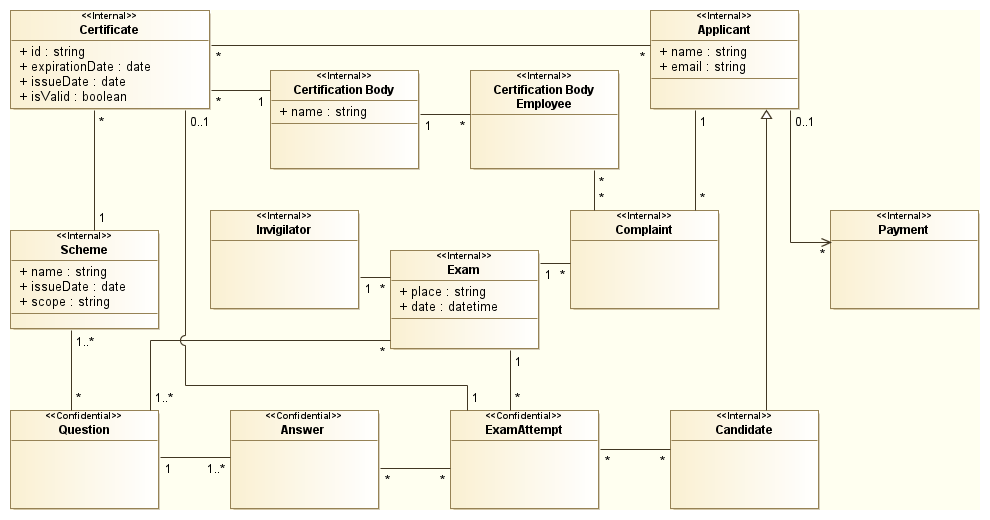 <<Internal>>
Certificate
+ id : string
+ expirationDate : date
+ issueDate : date
+ isValid : boolean
<<Internal>>
Applicant
+ name : string
+ email : string
*
*
<<Internal>>
Certification Body
+ name : string
<<Internal>>
Certification Body
Employee
*
1
1
*
*
0..1
1
0..1
*
*
*
*
1
<<Internal>>
Invigilator
<<Internal>>
Complaint
<<Internal>>
Payment
*
<<Internal>>
Scheme
+ name : string
+ issueDate : date
+ scope : string
<<Internal>>
Exam
+ place : string
+ date : datetime
1
*
1
*
1..*
*
*
1..*
1
*
1
<<Confidential>>
Question
<<Confidential>>
Answer
<<Confidential>>
ExamAttempt
<<Internal>>
Candidate
1
1..*
*
*
*
*